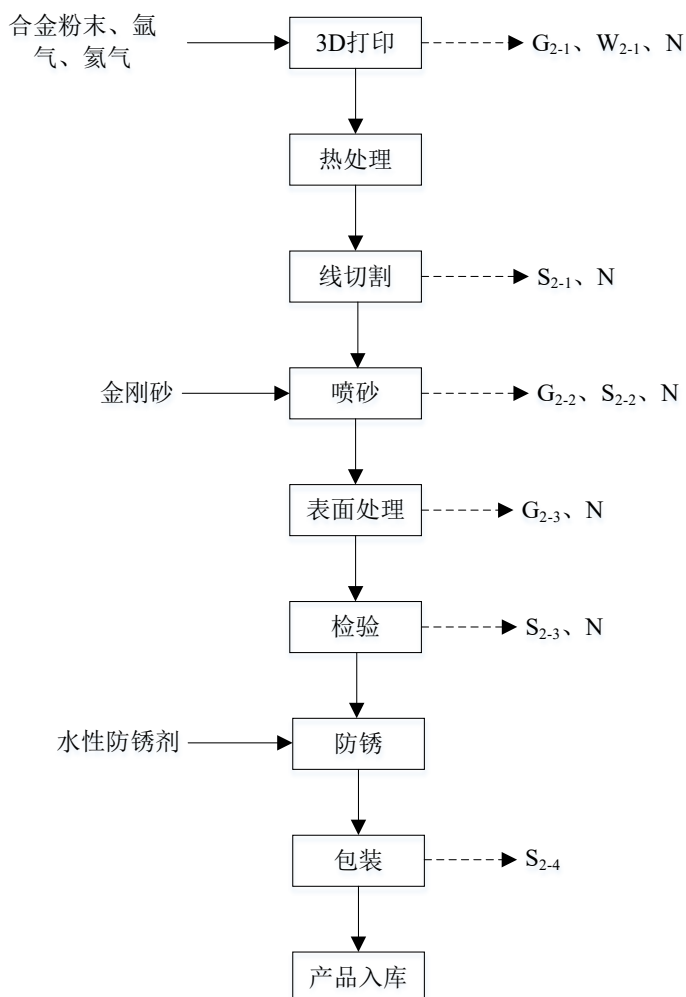 合金粉末、氩
气、氦气
3D打印
G2-1、W2-1、N
热处理
线切割
S2-1、N
金刚砂
喷砂
G2-2、S2-2、N
表面处理
G2-3、N
检验
S2-3、N
水性防锈剂
防锈
包装
S2-4
产品入库